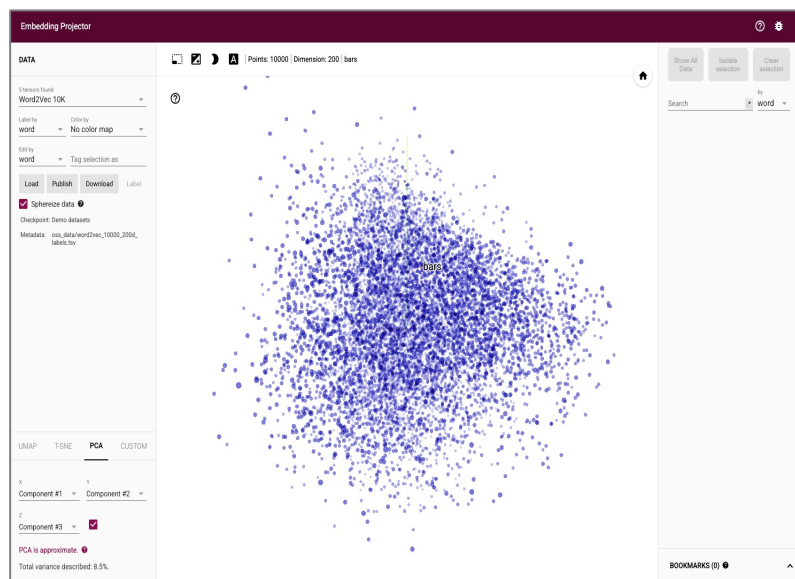 Embedding Projector
DATA
5 tensors found
Word2Vec 10K
Label by
Color by
word
No color map
Edit by
word
Tag selection as
Load
Publish
Download
Label
Sphereize data
Checkpoint: Demo datasets
Metadata: oss_data/word2vec_10000_200d_
labels.tsv
UMAP
T-SNE
PCA
CUSTOM
X
Y
Component #1
Component #2
Z
Component #3
PCA is approximate.
Total variance described: 8.5%.
A
Points: 10000 | Dimension: 200 | bars
bars
Show All
Data
Isolate
selection
Clear
selection
by
Search
.*
word
BOOKMARKS (0)